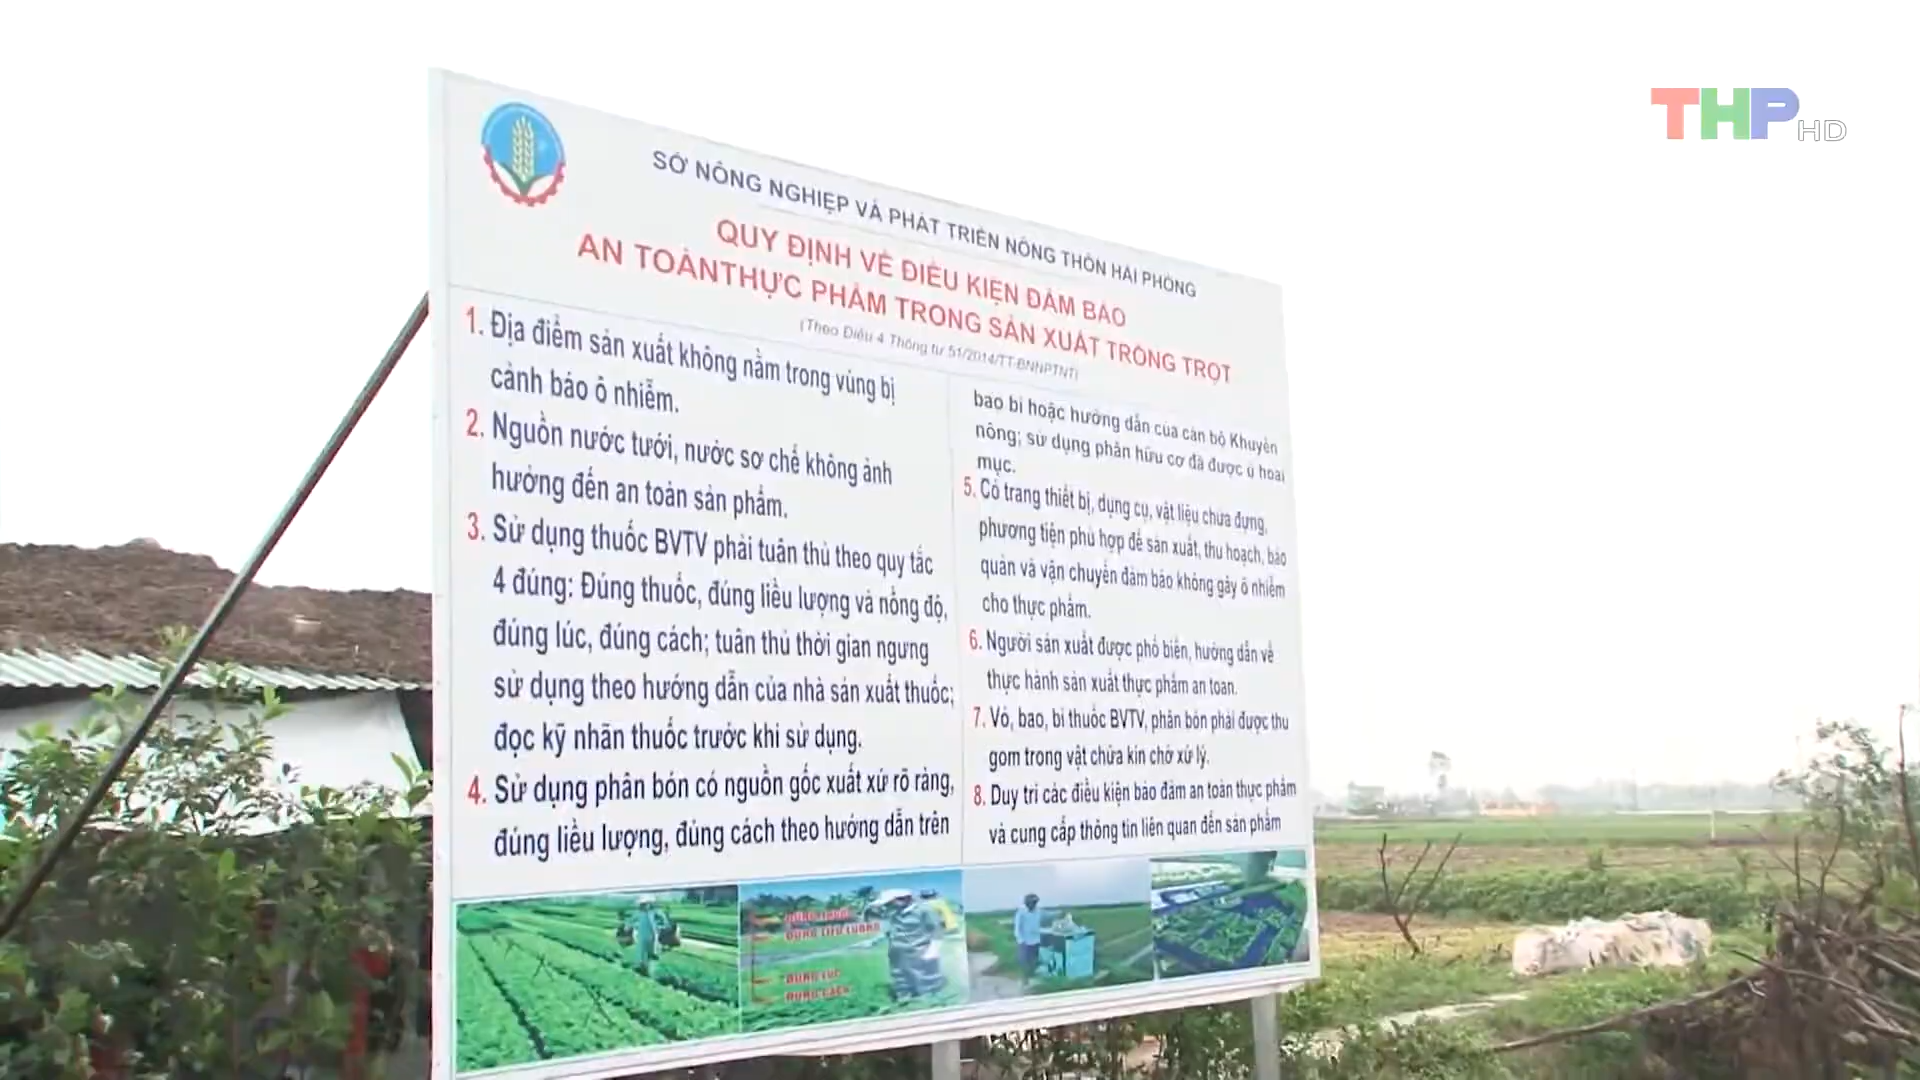 THP HD
SỞ NÔNG NGHIỆP VÀ PHÁT TRIỂN NÔNG THÔN HẢI PHÒNG
QUY ĐỊNH VỀ ĐIỀU KIỆN ĐẢM BẢO
AN TOÀNTHỰC PHẨM TRONG SẢN XUẤT TRỒNG TRỌT
(Theo Điều 4 Thông tư 51/2014/TT-BNNPTNT)
1. Địa điểm sản xuất không nằm trong vùng bị
cảnh báo ô nhiễm.
2. Nguồn nước tưới, nước sơ chế không ảnh
hưởng đến an toàn sản phẩm.
3. Sử dụng thuốc BVTV phải tuân thủ theo quy tắc
4 đúng: Đúng thuốc, đúng liều lượng và nồng độ,
đúng lúc, đúng cách; tuân thủ thời gian ngưng
sử dụng theo hướng dẫn của nhà sản xuất thuốc;
đọc kỹ nhãn thuốc trước khi sử dụng.
4. Sử dụng phân bón có nguồn gốc xuất xứ rõ ràng,
đúng liều lượng, đúng cách theo hướng dẫn trên
bao bì hoặc hướng dẫn của cán bộ Khuyến
nông; sử dụng phân hữu cơ đã được ủ hoai
mục.
5. Có trang thiết bị, dụng cụ, vật liệu chứa đựng,
phương tiện phù hợp để sản xuất, thu hoạch, bảo
quản và vận chuyển đảm bảo không gây ô nhiễm
cho thực phẩm.
6. Người sản xuất được phổ biến, hướng dẫn về
thực hành sản xuất thực phẩm an toàn.
7. Vỏ, bao, bì thuốc BVTV, phân bón phải được thu
gom trong vật chứa kín chờ xử lý.
8. Duy trì các điều kiện bảo đảm an toàn thực phẩm
và cung cấp thông tin liên quan đến sản phẩm
ĐÚNG THUỐC
ĐÚNG LIỀU LƯỢNG
ĐÚNG LÚC
ĐÚNG CÁCH